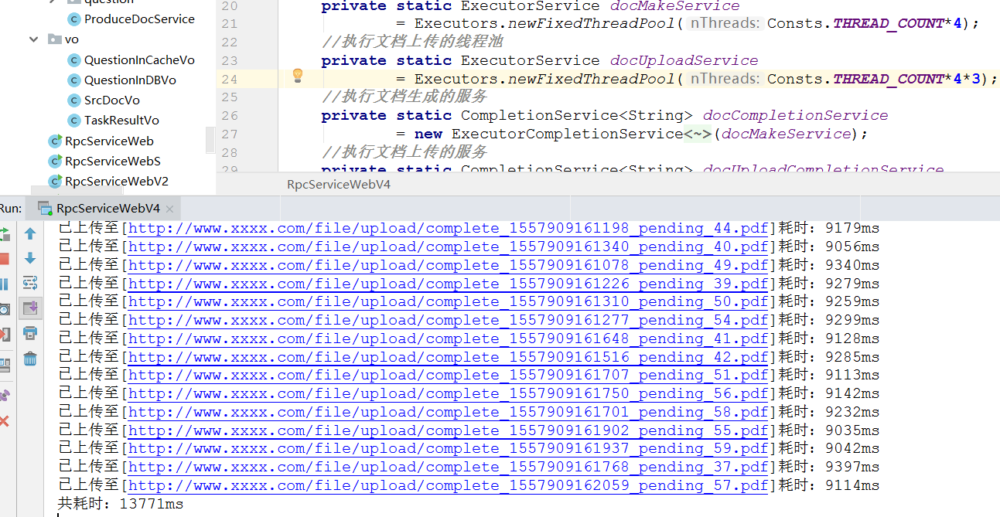 question
ProduceDocService
vo
QuestionInCacheVo
QuestionInDBVo
SrcDocVo
TaskResultVo
RpcServiceWeb
RpcServiceWebS
RpcServiceWebV2
20 private static ExecutorService docMakeService
21 = Executors.newFixedThreadPool( nThreads: Consts.THREAD_COUNT*4);
22 //执行文档上传的线程池
23 private static ExecutorService docUploadService
24 = Executors.newFixedThreadPool( nThreads: Consts.THREAD_COUNT*4*3);
25 //执行文档生成的服务
26 private static CompletionService<String> docCompletionService
27 = new ExecutorCompletionService<~>(docMakeService);
28 //执行文档上传的服务
29 private static CompletionService<String> docUploadCompletionService
RpcServiceWebV4
Run: RpcServiceWebV4
已上传至[http://www.xxxx.com/file/upload/complete_1557909161198_pending_44.pdf]耗时：9179ms
已上传至[http://www.xxxx.com/file/upload/complete_1557909161340_pending_40.pdf]耗时：9056ms
已上传至[http://www.xxxx.com/file/upload/complete_1557909161078_pending_49.pdf]耗时：9340ms
已上传至[http://www.xxxx.com/file/upload/complete_1557909161226_pending_39.pdf]耗时：9279ms
已上传至[http://www.xxxx.com/file/upload/complete_1557909161310_pending_50.pdf]耗时：9259ms
已上传至[http://www.xxxx.com/file/upload/complete_1557909161277_pending_54.pdf]耗时：9299ms
已上传至[http://www.xxxx.com/file/upload/complete_1557909161648_pending_41.pdf]耗时：9128ms
已上传至[http://www.xxxx.com/file/upload/complete_1557909161516_pending_42.pdf]耗时：9285ms
已上传至[http://www.xxxx.com/file/upload/complete_1557909161707_pending_51.pdf]耗时：9113ms
已上传至[http://www.xxxx.com/file/upload/complete_1557909161750_pending_56.pdf]耗时：9142ms
已上传至[http://www.xxxx.com/file/upload/complete_1557909161701_pending_58.pdf]耗时：9232ms
已上传至[http://www.xxxx.com/file/upload/complete_1557909161902_pending_55.pdf]耗时：9035ms
已上传至[http://www.xxxx.com/file/upload/complete_1557909161937_pending_59.pdf]耗时：9042ms
已上传至[http://www.xxxx.com/file/upload/complete_1557909161768_pending_37.pdf]耗时：9397ms
已上传至[http://www.xxxx.com/file/upload/complete_1557909162059_pending_57.pdf]耗时：9114ms
共耗时：13771ms